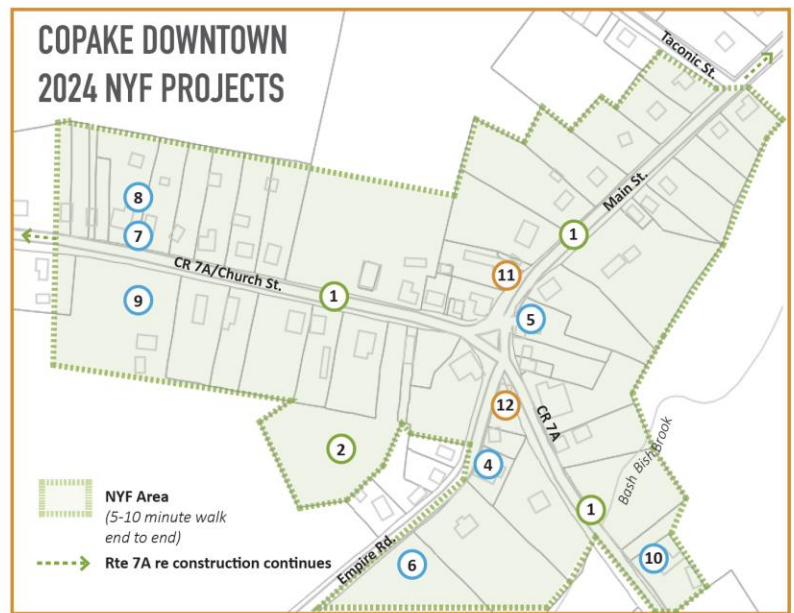 COPAKE DOWNTOWN
2024 NYF PROJECTS
Taconic St.
Main St.
8
7
1
CR 7A/Church St.
11
9
1
5
12
CR 7A
2
4
Bash BishBrook
NYF Area
(5-10 minute walk
end to end)
1
Rte 7A re construction continues
Empire Rd.
6
10